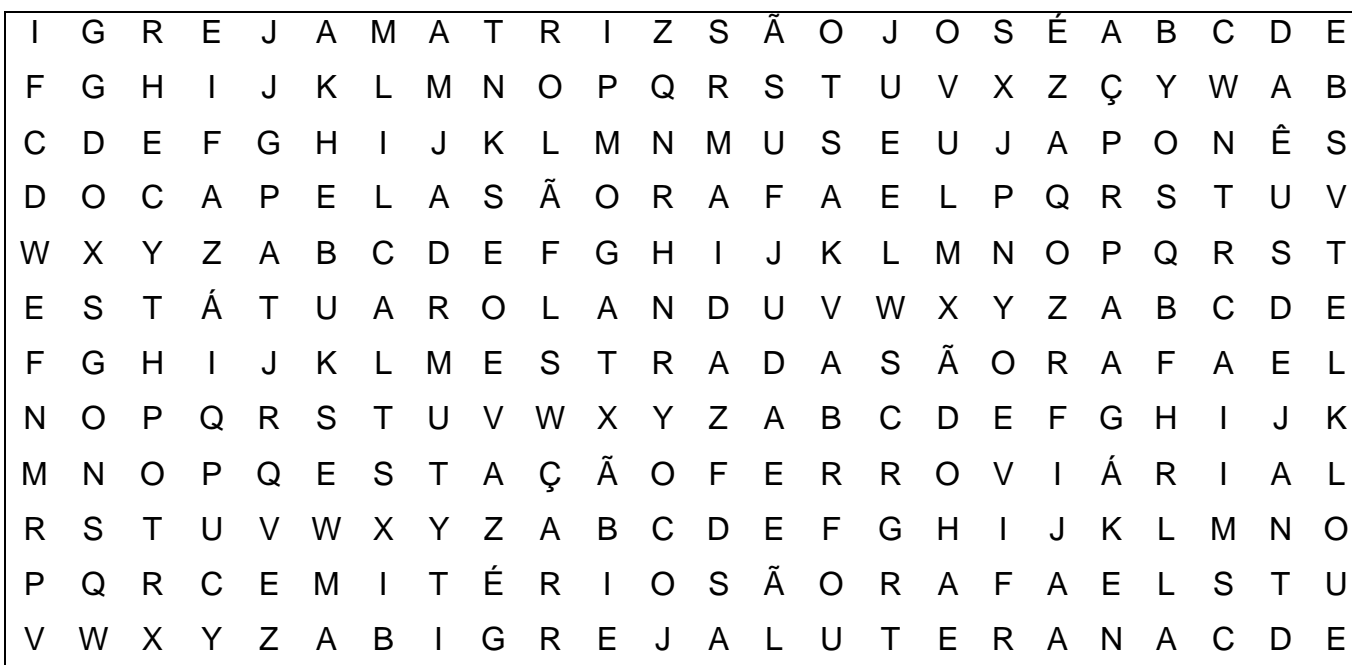 I G R E J A M A T R I Z S Ã O J O S É A B C D E
F G H I J K L M N O P Q R S T U V X Z Ç Y W A B
C D E F G H I J K L M N M U S E U J A P O N Ê S
D O C A P E L A S Ã O R A F A E L P Q R S T U V
W X Y Z A B C D E F G H I J K L M N O P Q R S T
E S T Á T U A R O L A N D U V W X Y Z A B C D E
F G H I J K L M E S T R A D A S Ã O R A F A E L
N O P Q R S T U V W X Y Z A B C D E F G H I J K
M N O P Q E S T A Ç Ã O F E R R O V I Á R I A L
R S T U V W X Y Z A B C D E F G H I J K L M N O
P Q R C E M I T É R I O S Ã O R A F A E L S T U
V W X Y Z A B I G R E J A L U T E R A N A C D E